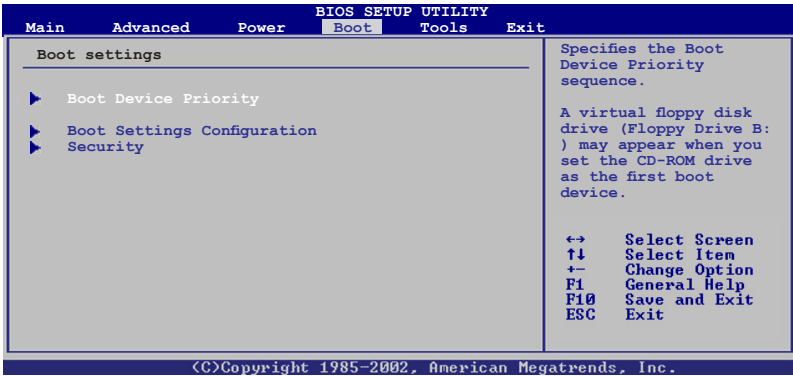 BIOS SETUP UTILITY
Main Advanced Power Boot Tools Exit
Boot settings
Boot Device Priority
Boot Settings Configuration
Security
Specifies the Boot
Device Priority
sequence.
A virtual floppy disk
drive (Floppy Drive B:
) may appear when you
set the CD-ROM drive
as the first boot
device.
←→ Select Screen
↑↓ Select Item
+- Change Option
F1 General Help
F10 Save and Exit
ESC Exit
(C)Copyright 1985-2002, American Megatrends, Inc.